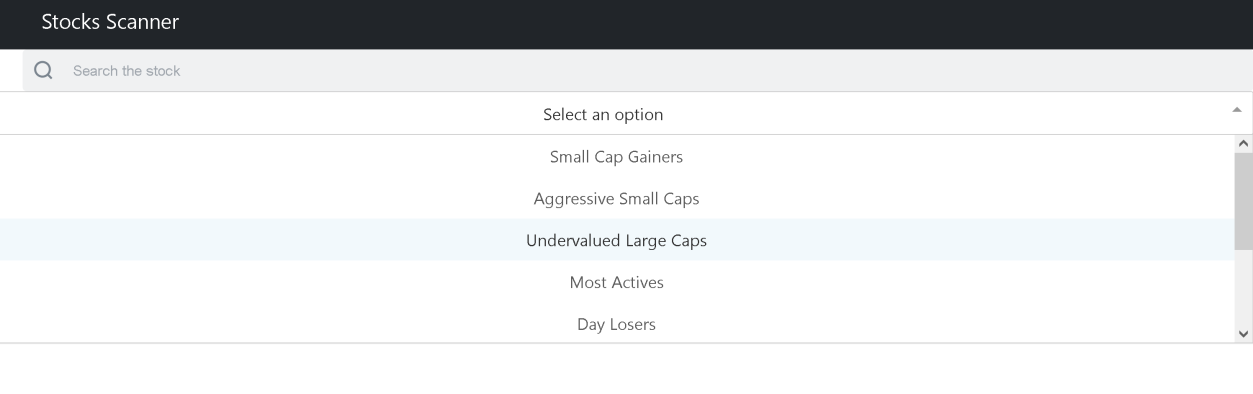 Stocks Scanner
Search the stock
Select an option
Small Cap Gainers
Aggressive Small Caps
Undervalued Large Caps
Most Actives
Day Losers